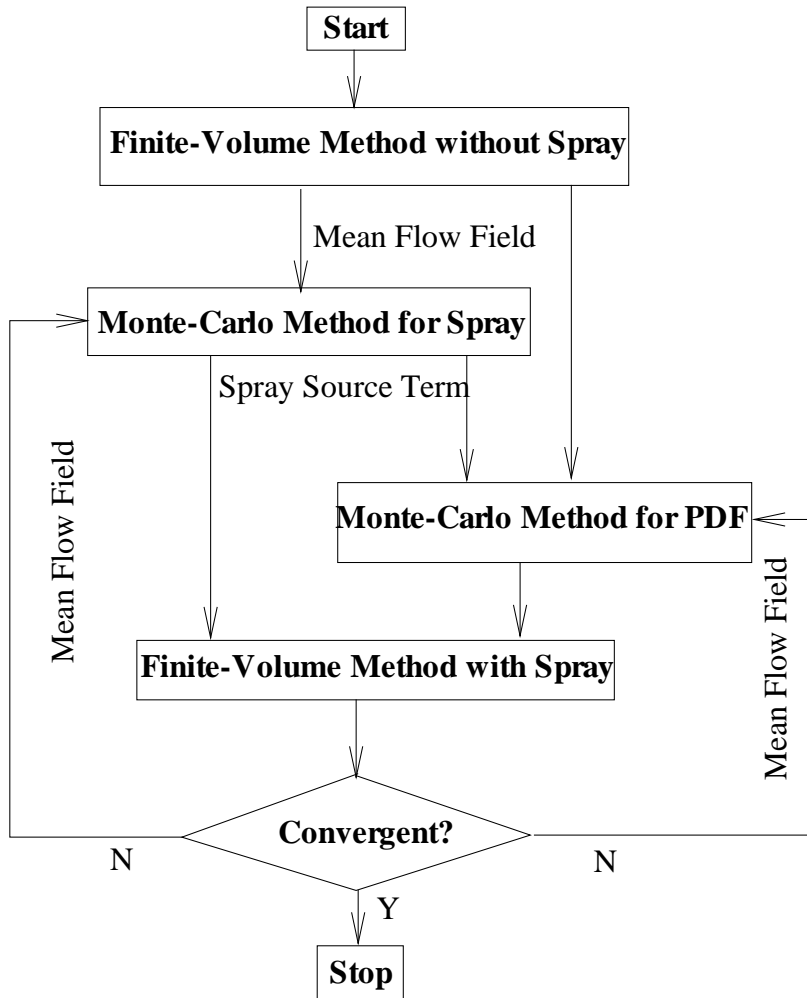 Start
Finite-Volume Method without Spray
Mean Flow Field
Monte-Carlo Method for Spray
Spray Source Term
Mean Flow Field
Monte-Carlo Method for PDF
Mean Flow Field
Finite-Volume Method with Spray
Convergent?
N
N
Y
Stop